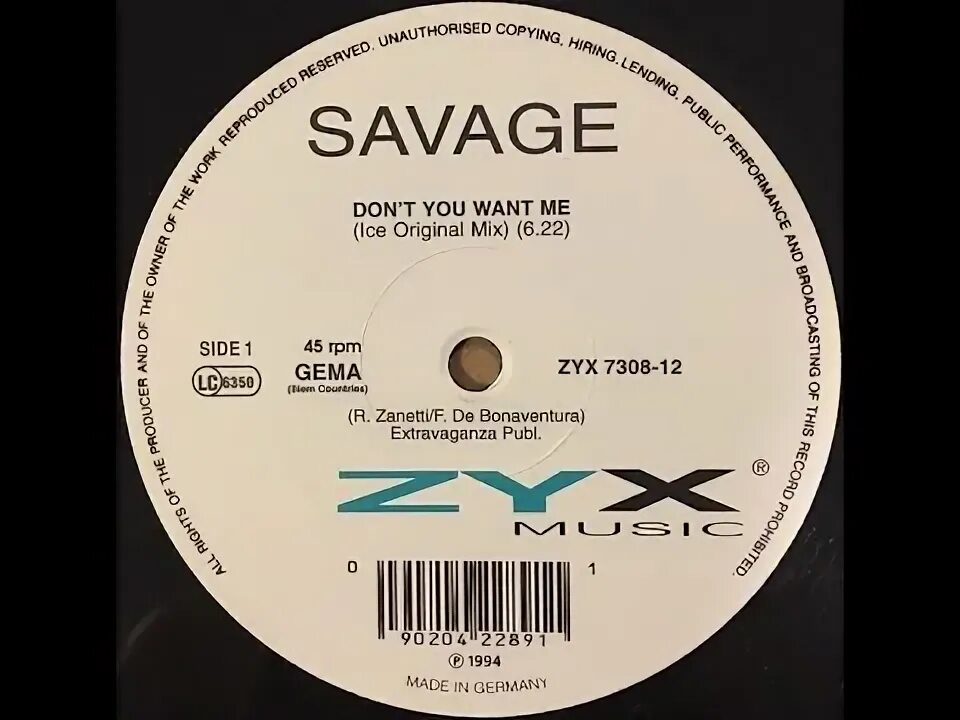 ALL RIGHTS OF THE PRODUCER AND OF THE OWNER OF THE WORK REPRODUCED RESERVED. UNAUTHORISED COPYING, HIRING, LENDING, PUBLIC PERFORMANCE AND BROADCASTING OF THIS RECORD PROHIBITED.
SAVAGE
DON'T YOU WANT ME
(Ice Original Mix) (6.22)
SIDE 1
45 rpm
LC 6350
GEMA
ZYX 7308-12
(R. Zanetti/F. De Bonaventura)
Extravaganza Publ.
ZYX ®
MUSIC
0 90204 22891 1
℗ 1994
MADE IN GERMANY